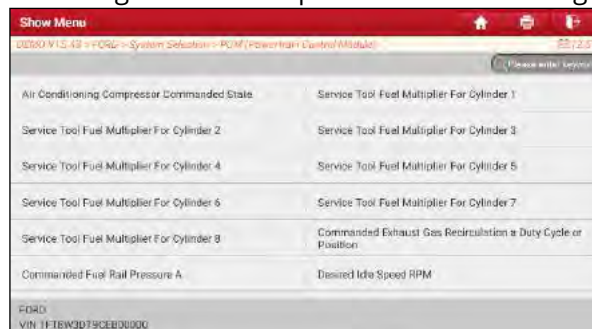 Show Menu
DEMO V15.43 > FORD > System Selection > PCM (Powertrain Control Module)
Please enter keyword
Air Conditioning Compressor Commanded State
Service Tool Fuel Multiplier For Cylinder 1
Service Tool Fuel Multiplier For Cylinder 2
Service Tool Fuel Multiplier For Cylinder 3
Service Tool Fuel Multiplier For Cylinder 4
Service Tool Fuel Multiplier For Cylinder 5
Service Tool Fuel Multiplier For Cylinder 6
Service Tool Fuel Multiplier For Cylinder 7
Service Tool Fuel Multiplier For Cylinder 8
Commanded Exhaust Gas Recirculation a Duty Cycle or
Position
Commanded Fuel Rail Pressure A
Desired Idle Speed RPM
FORD
VIN 1FT8W3DT9CEB00000